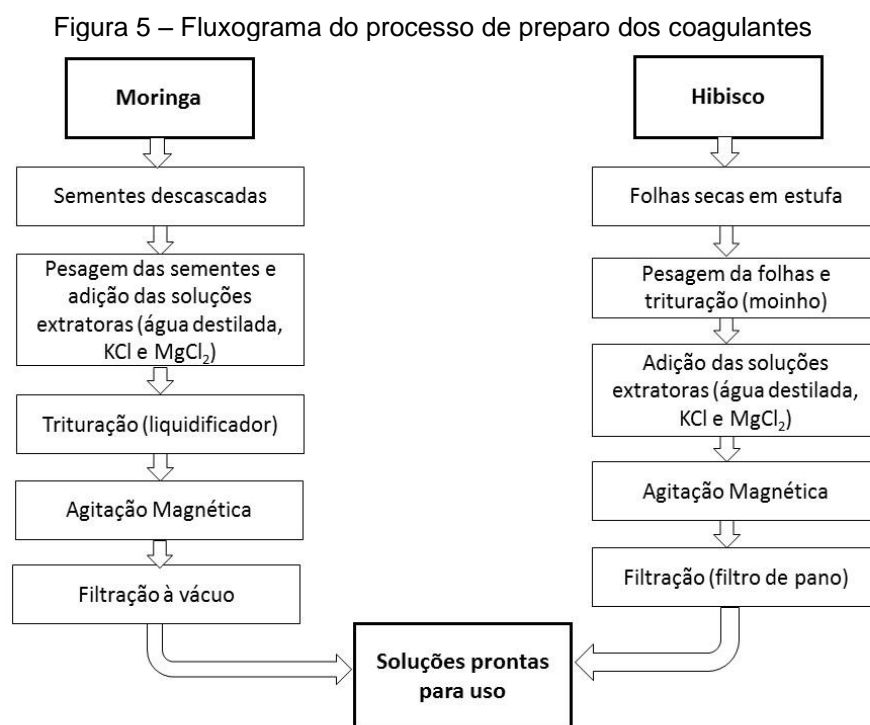 Figura 5 – Fluxograma do processo de preparo dos coagulantes
Moringa
Sementes descascadas
Pesagem das sementes e
adição das soluções
extratoras (água destilada,
KCl e MgCl₂)
Trituração (liquidificador)
Agitação Magnética
Filtração à vácuo
Hibisco
Folhas secas em estufa
Pesagem da folhas e
trituração (moinho)
Adição das soluções
extratoras (água destilada,
KCl e MgCl₂)
Agitação Magnética
Filtração (filtro de pano)
Soluções prontas
para uso